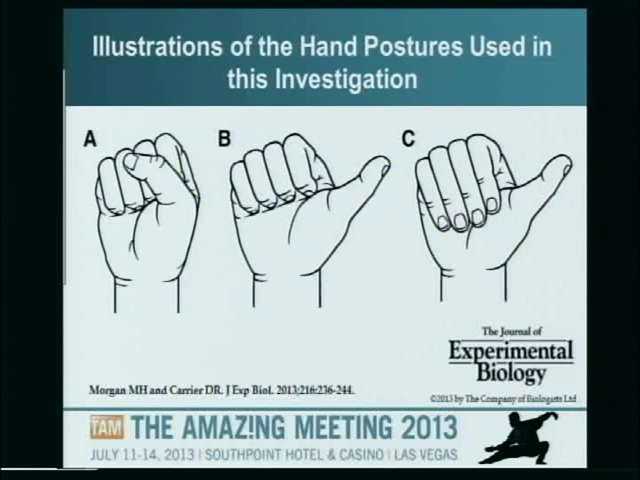 Illustrations of the Hand Postures Used in
this Investigation
A B C
The Journal of
Experimental
Biology
Morgan MH and Carrier DR. J Exp Biol. 2013;216:236-244.
©2013 by The Company of Biologists Ltd
TAM THE AMAZ!NG MEETING 2013
JULY 11-14, 2013 | SOUTHPOINT HOTEL & CASINO | LAS VEGAS